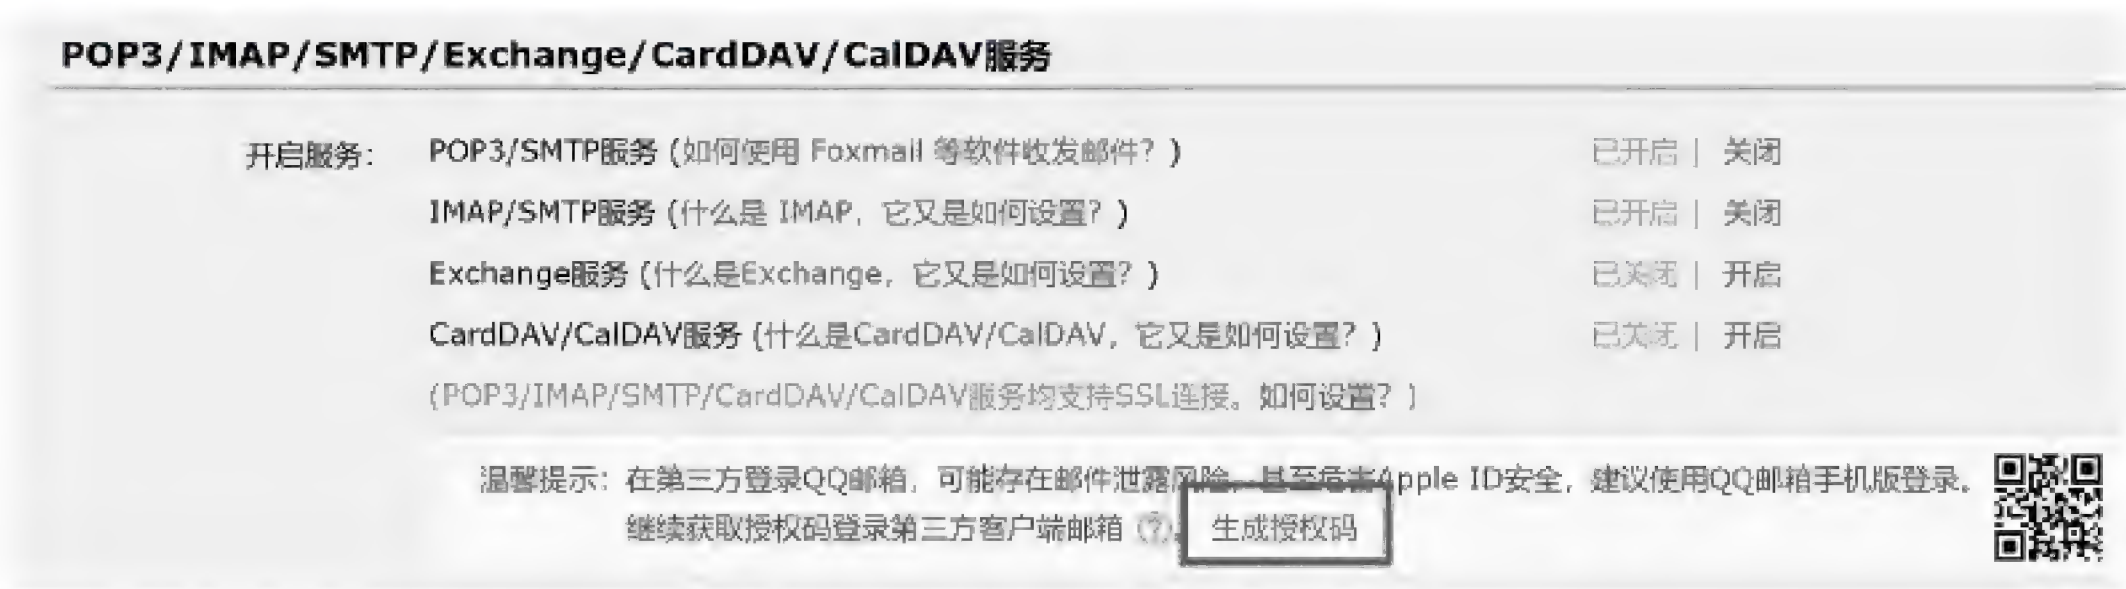 POP3/IMAP/SMTP/Exchange/CardDAV/CalDAV服务
开启服务： POP3/SMTP服务 (如何使用 Foxmail 等软件收发邮件？) 已开启 | 关闭
IMAP/SMTP服务 (什么是 IMAP，它又是如何设置？) 已开启 | 关闭
Exchange服务 (什么是Exchange，它又是如何设置？) 已关闭 | 开启
CardDAV/CalDAV服务 (什么是CardDAV/CalDAV，它又是如何设置？) 已关闭 | 开启
(POP3/IMAP/SMTP/CardDAV/CalDAV服务均支持SSL连接。如何设置？)
温馨提示：在第三方登录QQ邮箱，可能存在邮件泄露风险，甚至危害Apple ID安全，建议使用QQ邮箱手机版登录。
继续获取授权码登录第三方客户端邮箱 (?)。 生成授权码